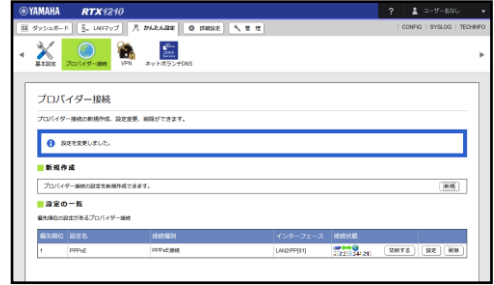 YAMAHA RTX1210 ? ユーザー名なし
ダッシュボード LANマップ かんたん設定 詳細設定 管理 CONFIG SYSLOG TECHINFO
基本設定 プロバイダー接続 VPN ネットボランチDNS
プロバイダー接続
プロバイダー接続の新規作成、設定変更、削除ができます。
設定を変更しました。
新規作成
プロバイダー接続の設定を新規作成できます。 新規
設定の一覧
優先順位の設定があるプロバイダー接続
優先順位 設定名 接続種別 インターフェース 接続状態
1 PPPoE PPPoE接続 LAN2/PP[01] 切断する 設定 削除